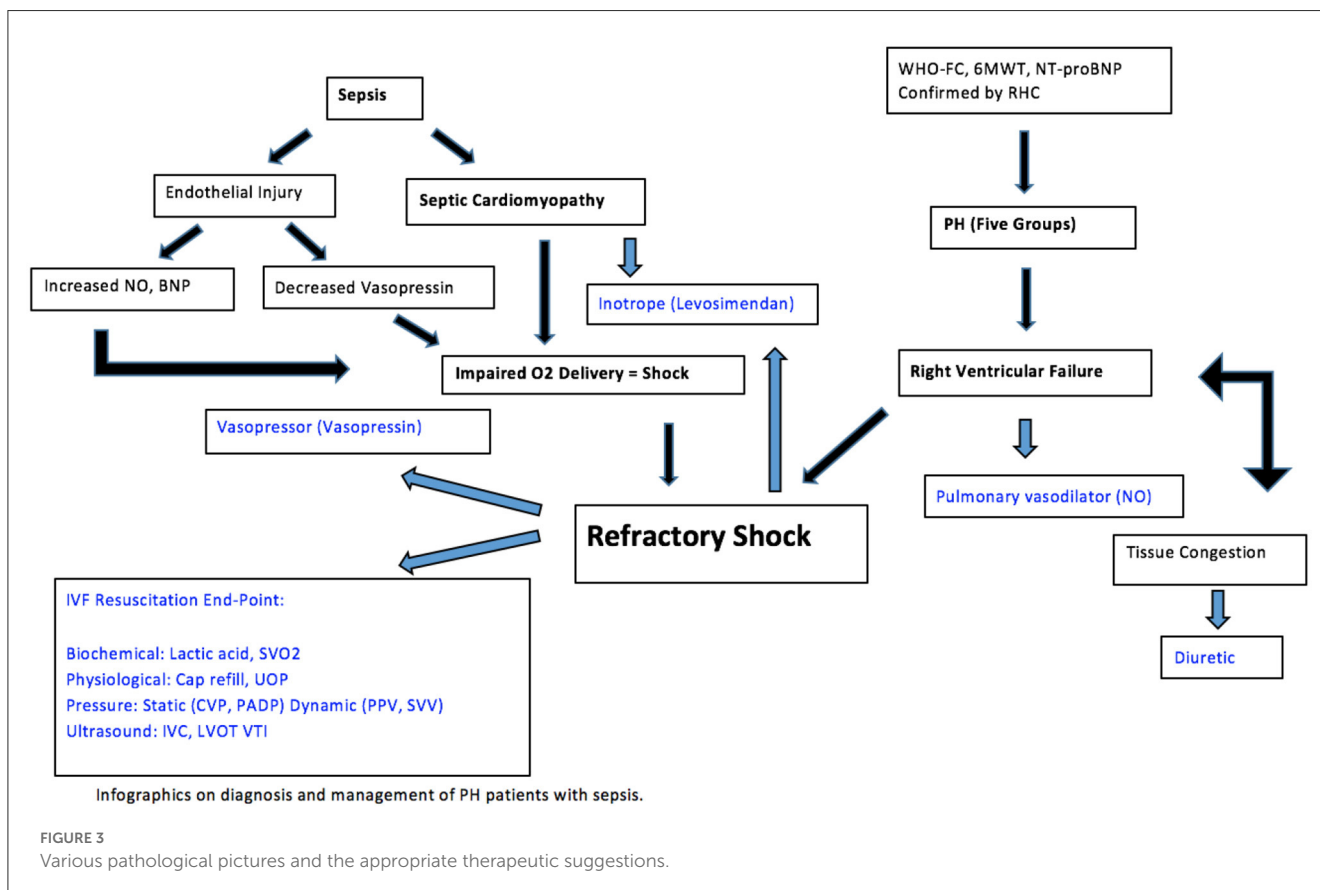 WHO-FC, 6MWT, NT-proBNP
Confirmed by RHC
Sepsis
Endothelial Injury
Septic Cardiomyopathy
PH (Five Groups)
Increased NO, BNP
Decreased Vasopressin
Inotrope (Levosimendan)
Impaired O2 Delivery = Shock
Right Ventricular Failure
Vasopressor (Vasopressin)
Pulmonary vasodilator (NO)
Refractory Shock
Tissue Congestion
Diuretic
IVF Resuscitation End-Point:
Biochemical: Lactic acid, SVO2
Physiological: Cap refill, UOP
Pressure: Static (CVP, PADP) Dynamic (PPV, SVV)
Ultrasound: IVC, LVOT VTI
Infographics on diagnosis and management of PH patients with sepsis.
FIGURE 3
Various pathological pictures and the appropriate therapeutic suggestions.